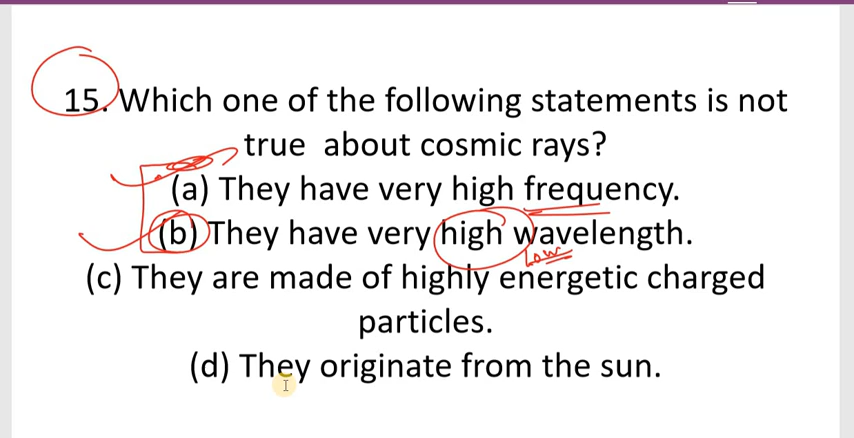 15. Which one of the following statements is not
true about cosmic rays?
(a) They have very high frequency.
(b) They have very high wavelength.
Low
(c) They are made of highly energetic charged
particles.
(d) They originate from the sun.